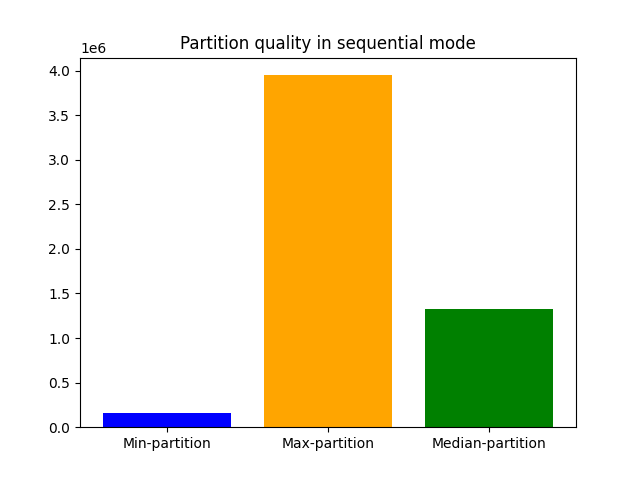 Partition quality in sequential mode
1e6
4.0
3.5
3.0
2.5
2.0
1.5
1.0
0.5
0.0
Min-partition
Max-partition
Median-partition